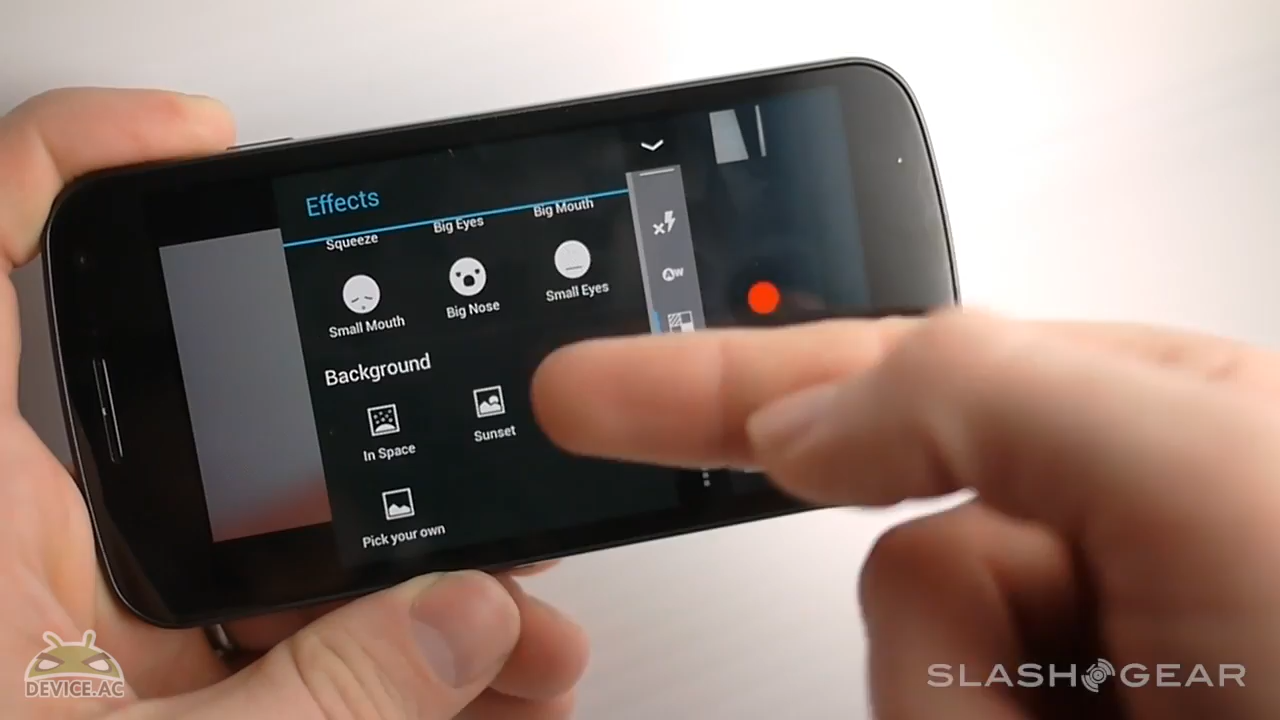 Effects
Squeeze
Big Eyes
Big Mouth
Small Mouth
Big Nose
Small Eyes
Background
In Space
Sunset
Pick your own
AW
DEVICE.AC
SLASHGEAR